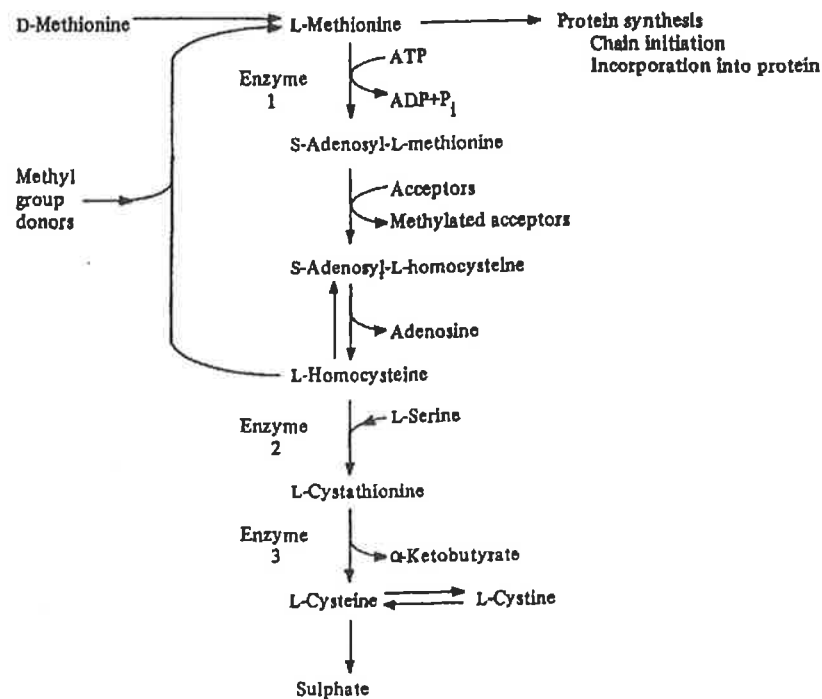 D-Methionine
L-Methionine
Protein synthesis
Chain initiation
Incorporation into protein
Enzyme
1
ATP
ADP+Pi
S-Adenosyl-L-methionine
Methyl
group
donors
Acceptors
Methylated acceptors
S-Adenosyl-L-homocysteine
Adenosine
L-Homocysteine
Enzyme
2
L-Serine
L-Cystathionine
Enzyme
3
α-Ketobutyrate
L-Cysteine
L-Cystine
Sulphate